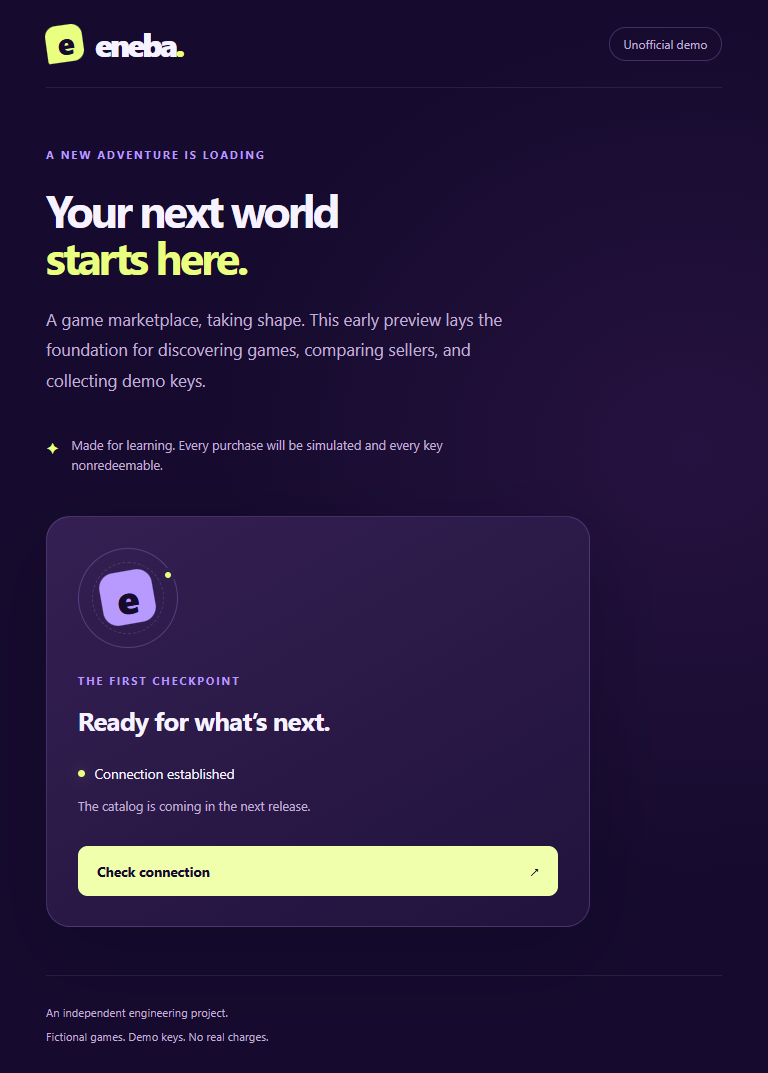 e eneba.
Unofficial demo
A NEW ADVENTURE IS LOADING
Your next world
starts here.
A game marketplace, taking shape. This early preview lays the
foundation for discovering games, comparing sellers, and
collecting demo keys.
✦ Made for learning. Every purchase will be simulated and every key
nonredeemable.
e
THE FIRST CHECKPOINT
Ready for what’s next.
Connection established
The catalog is coming in the next release.
Check connection ↗
An independent engineering project.
Fictional games. Demo keys. No real charges.